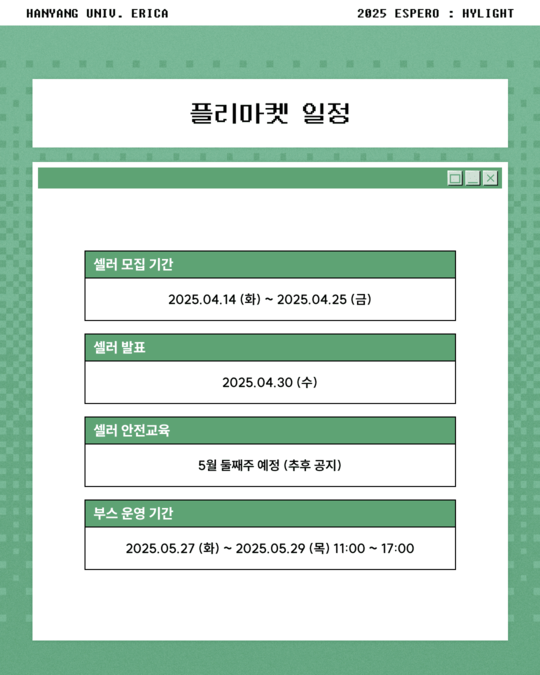 HANYANG UNIV. ERICA
2025 ESPERO : HYLIGHT
플리마켓 일정
셀러 모집 기간
2025.04.14 (화) ~ 2025.04.25 (금)
셀러 발표
2025.04.30 (수)
셀러 안전교육
5월 둘째주 예정 (추후 공지)
부스 운영 기간
2025.05.27 (화) ~ 2025.05.29 (목) 11:00 ~ 17:00